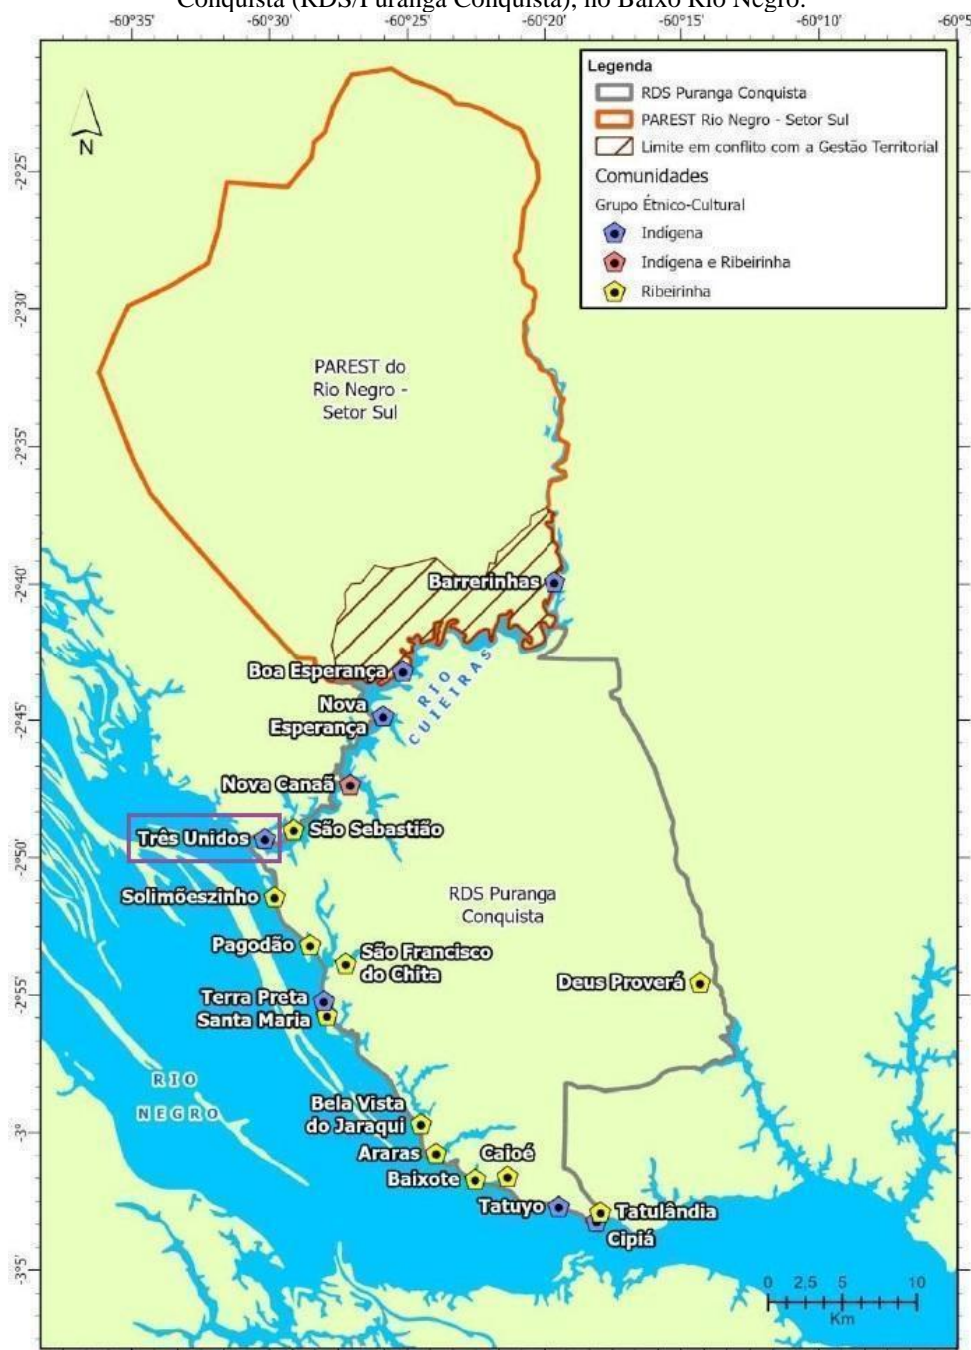 Conquista (RDS/Puranga Conquista), no Baixo Rio Negro.
-60°35' -60°30' -60°25' -60°20' -60°15' -60°10' -60°5
Legenda
RDS Puranga Conquista
PAREST Rio Negro - Setor Sul
Limite em conflito com a Gestão Territorial
Comunidades
Grupo Étnico-Cultural
Indígena
Indígena e Ribeirinha
Ribeirinha
N
-2°25'
-2°30'
-2°35'
-2°40'
-2°45'
-2°50'
-2°55'
-3°
-3°5'
PAREST do
Rio Negro -
Setor Sul
Barrerinhas
Boa Esperança
RIO
CUIEIRAS
Nova
Esperança
Nova Canaã
Três Unidos
São Sebastião
Solimõeszinho
RDS Puranga
Conquista
Pagodão
São Francisco
do Chita
Deus Proverá
Terra Preta
Santa Maria
RIO
NEGRO
Bela Vista
do Jaraqui
Araras
Caioé
Baixote
Tatuyo
Tatulândia
Cipiá
0 2,5 5 10
Km